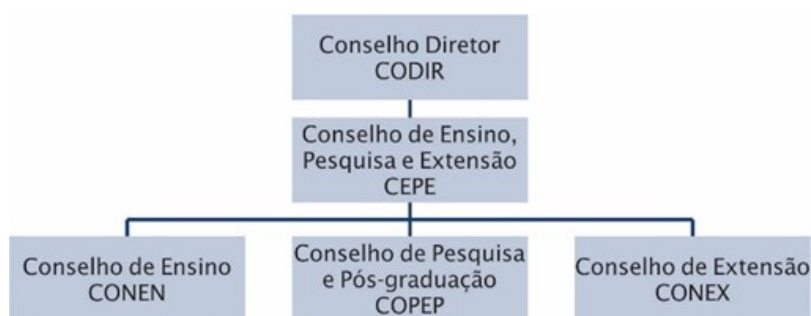 Conselho Diretor
CODIR
Conselho de Ensino,
Pesquisa e Extensão
CEPE
Conselho de Ensino
CONEN
Conselho de Pesquisa
e Pós-graduação
COPEP
Conselho de Extensão
CONEX